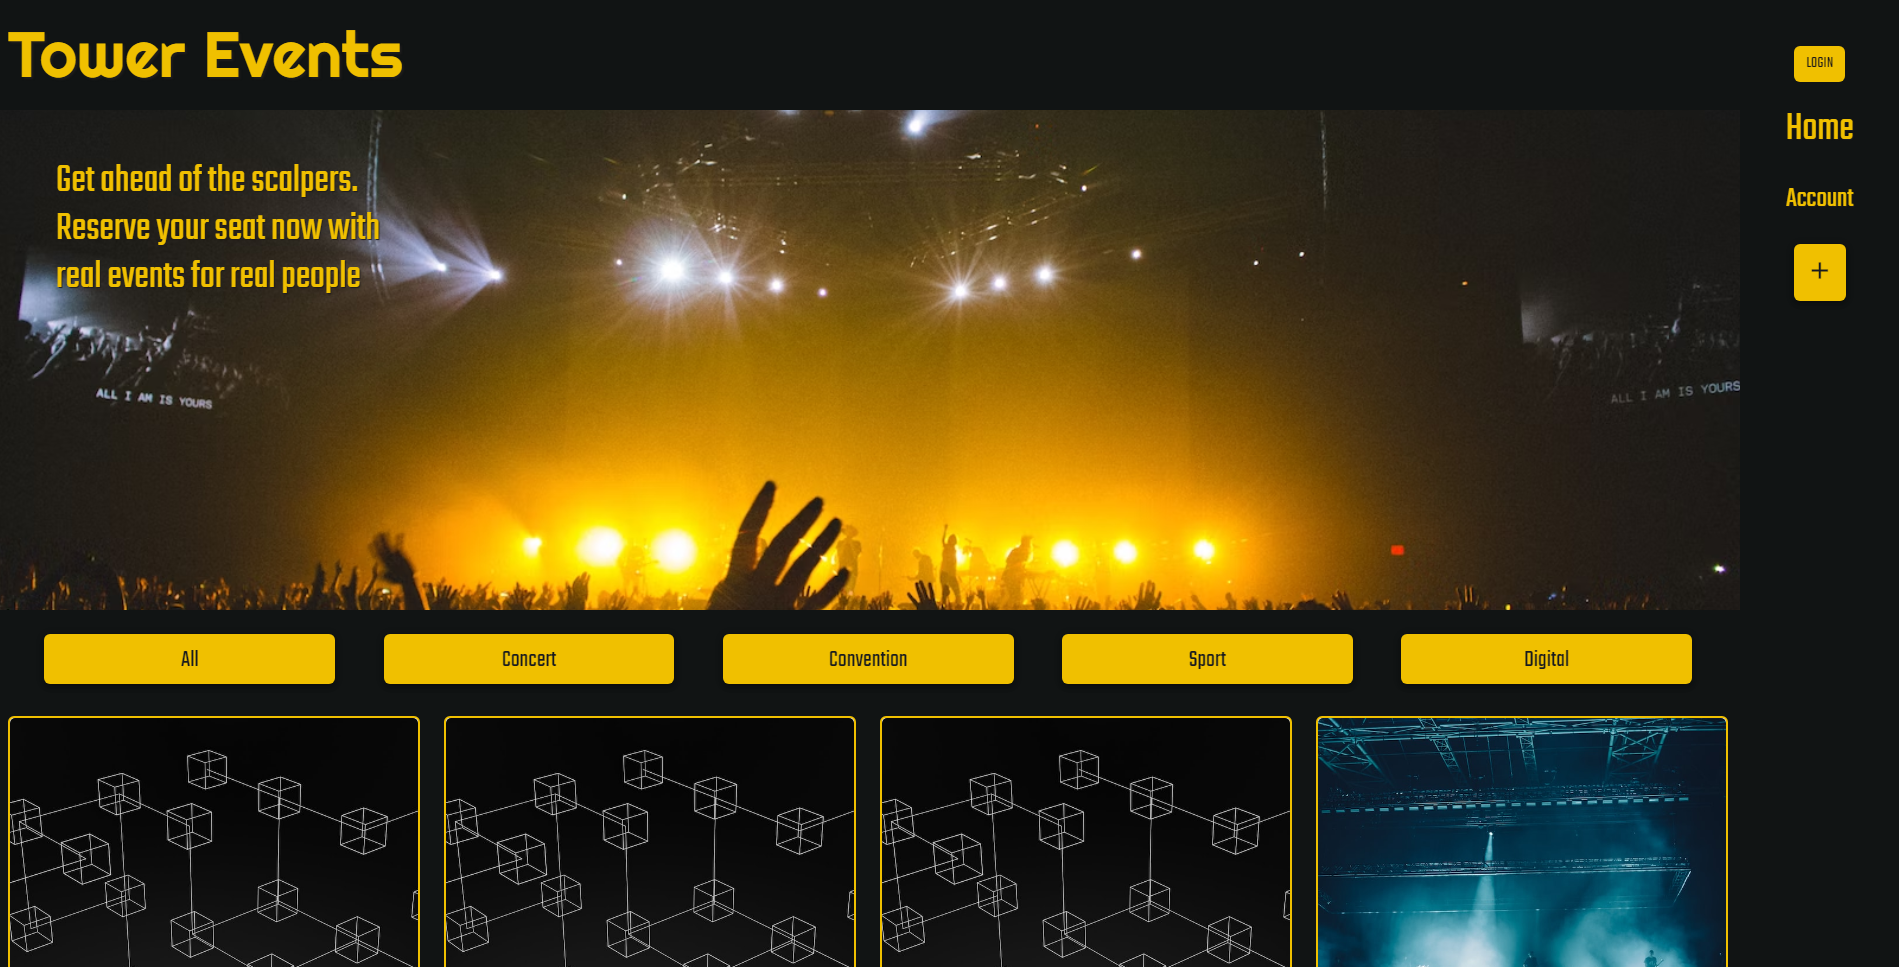 Tower Events
LOGIN
Home
Account
+
Get ahead of the scalpers.
Reserve your seat now with
real events for real people
ALL I AM IS YOURS
ALL I AM IS YOURS
All
Concert
Convention
Sport
Digital